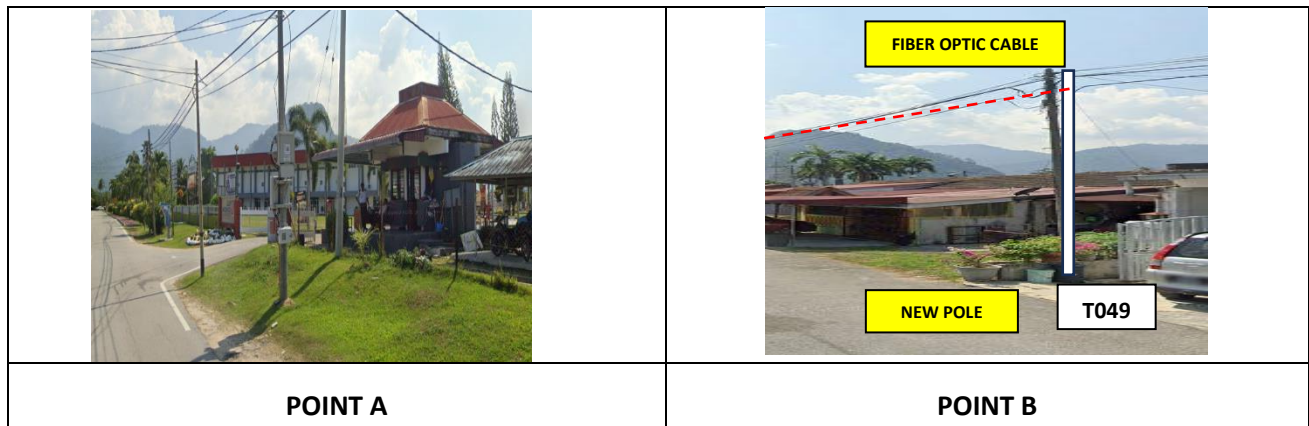 FIBER OPTIC CABLE
NEW POLE
T049
POINT A
POINT B